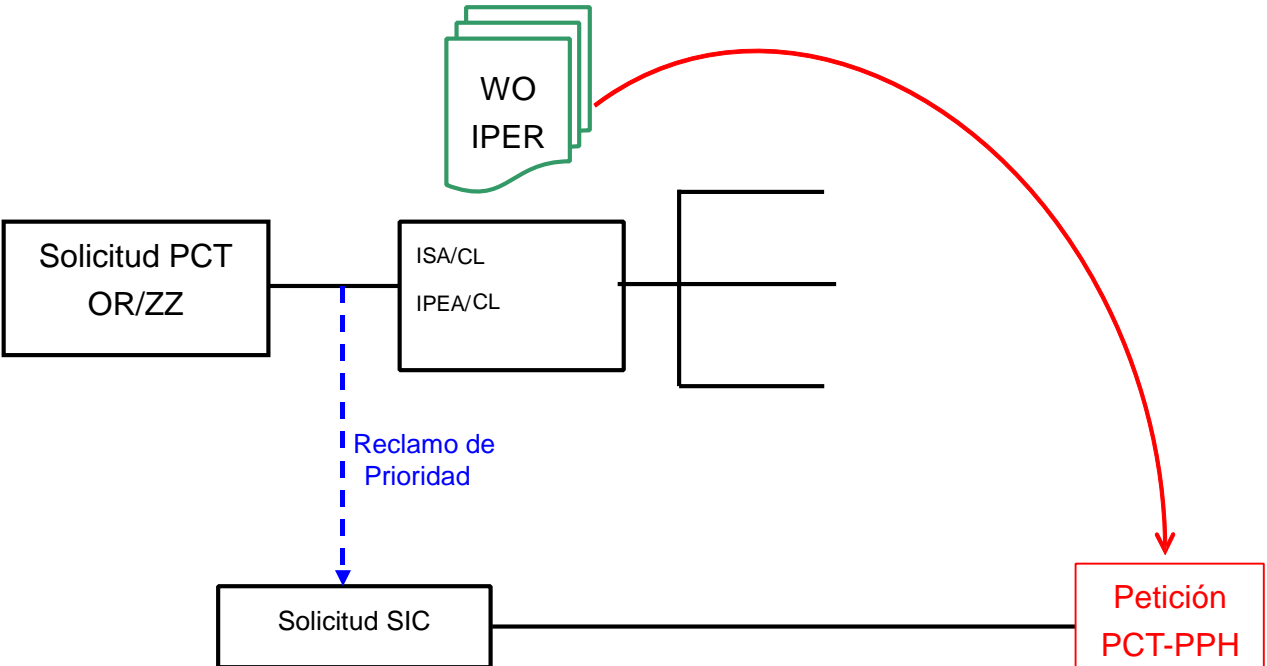 WO
IPER
Solicitud PCT
OR/ZZ
ISA/CL
IPEA/CL
Reclamo de
Prioridad
Solicitud SIC
Petición
PCT-PPH